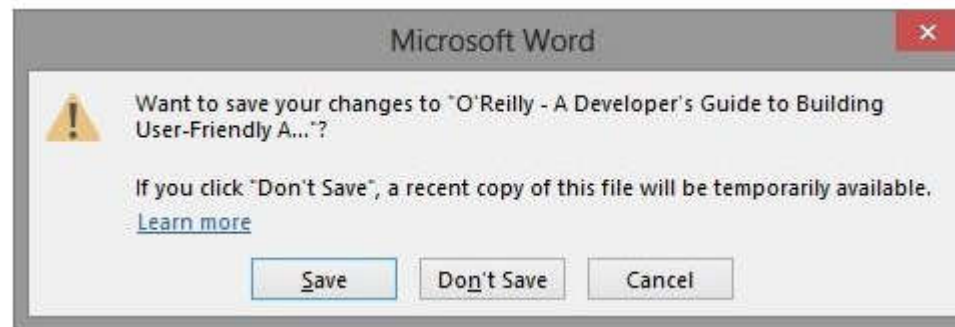 Microsoft Word
Want to save your changes to "O'Reilly - A Developer's Guide to Building
User-Friendly A..."?
If you click "Don't Save", a recent copy of this file will be temporarily available.
Learn more
Save Don't Save Cancel